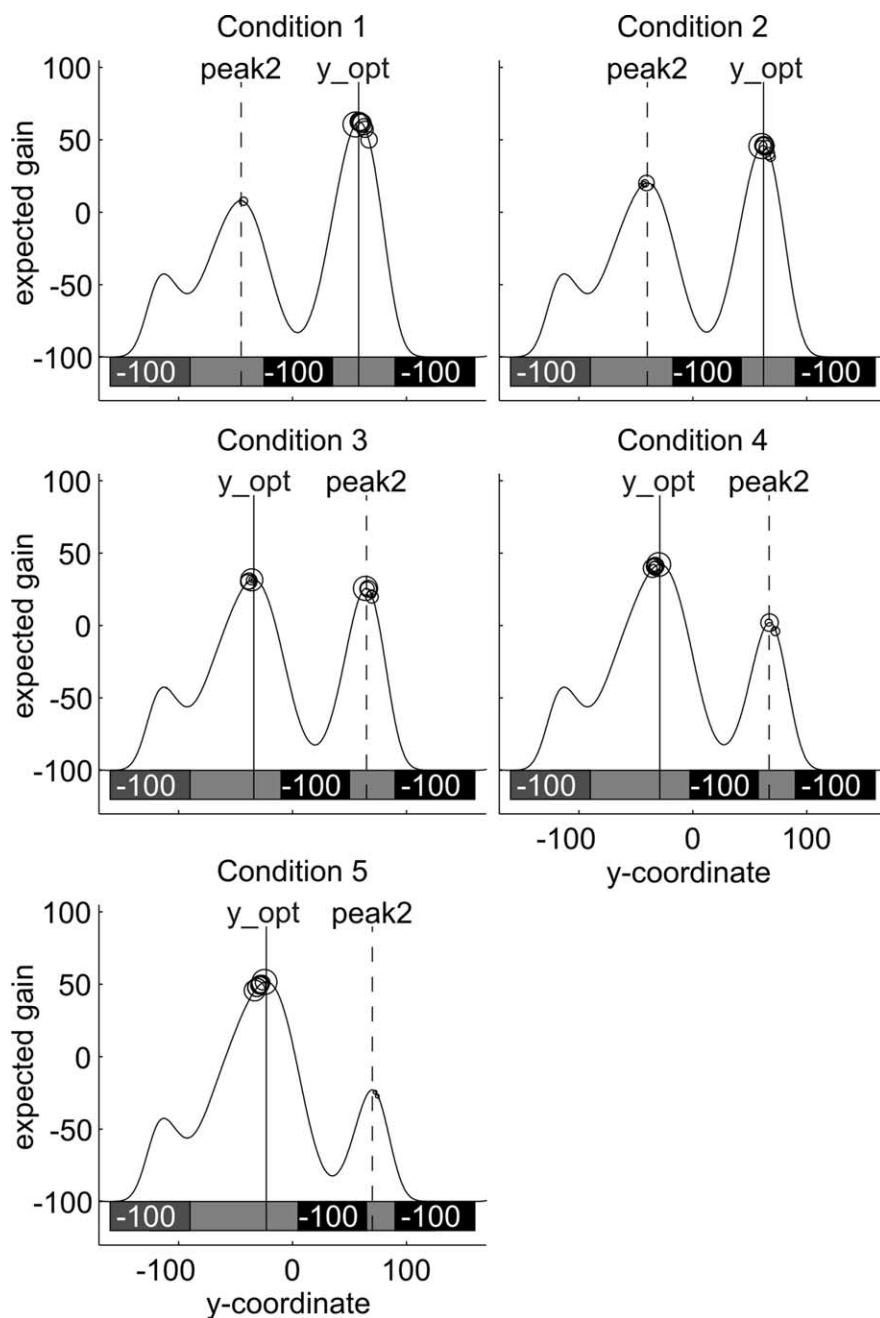 Condition 1
peak2 y_opt
100
50
0
-50
-100
expected gain
-100 -100 -100
Condition 2
peak2 y_opt
-100 -100 -100
Condition 3
y_opt peak2
100
50
0
-50
-100
expected gain
-100 -100 -100
Condition 4
y_opt peak2
-100 -100 -100
-100 0 100
y-coordinate
Condition 5
y_opt peak2
100
50
0
-50
-100
expected gain
-100 -100 -100
-100 0 100
y-coordinate